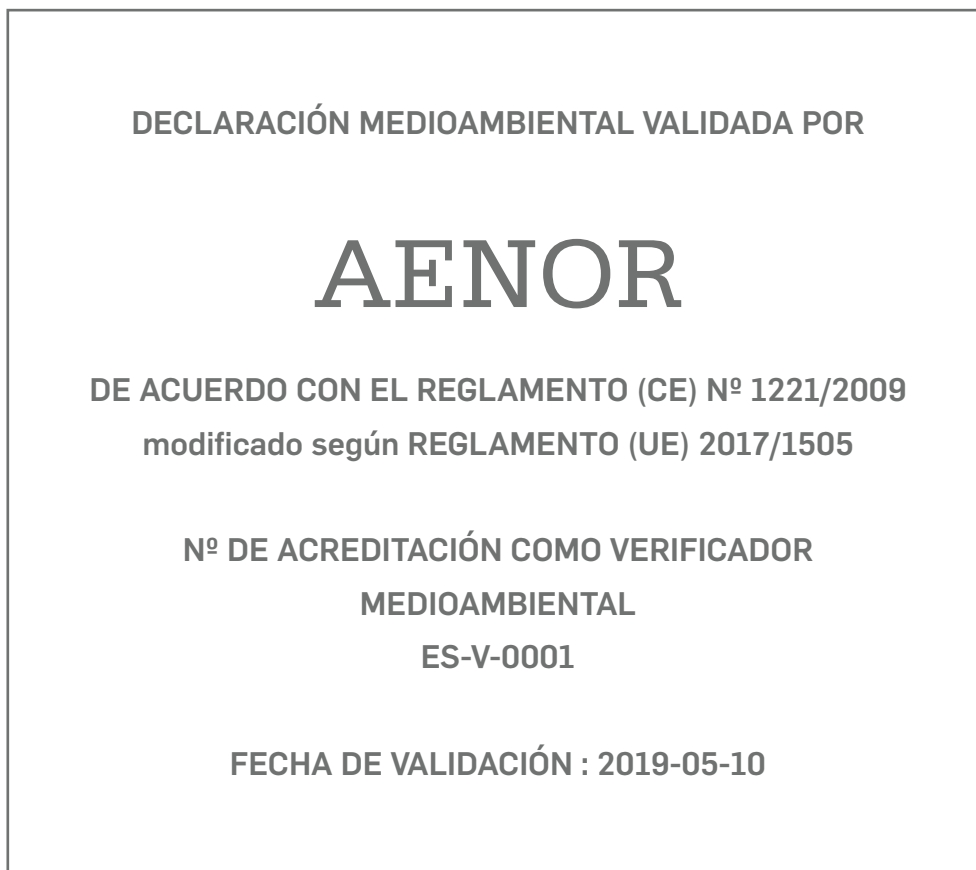 DECLARACIÓN MEDIOAMBIENTAL VALIDADA POR
AENOR
DE ACUERDO CON EL REGLAMENTO (CE) Nº 1221/2009
modificado según REGLAMENTO (UE) 2017/1505
Nº DE ACREDITACIÓN COMO VERIFICADOR
MEDIOAMBIENTAL
ES-V-0001
FECHA DE VALIDACIÓN : 2019-05-10